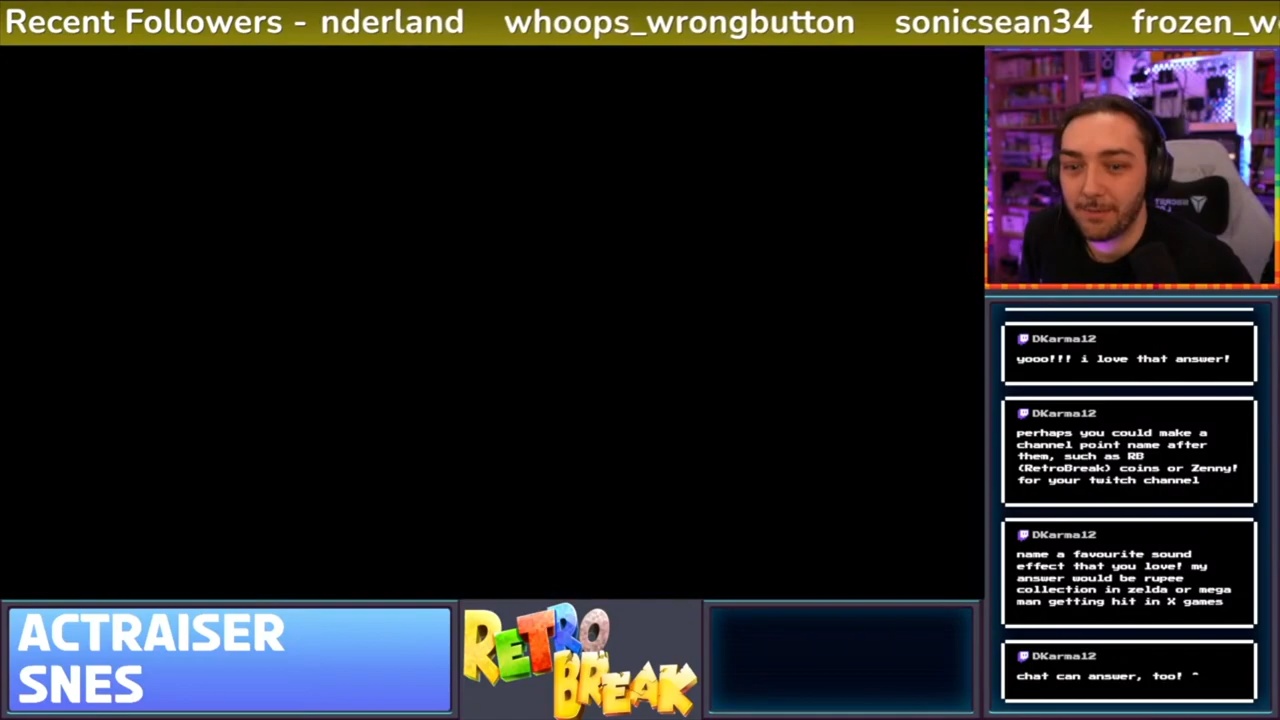 Recent Followers - nderland whoops_wrongbutton sonicsean34 frozen_w
DKarma12
yooo!!! i love that answer!
DKarma12
perhaps you could make a
channel point name after
them, such as RB
(RetroBreak) coins or Zenny!
for your twitch channel
DKarma12
name a favourite sound
effect that you love! my
answer would be rupee
collection in zelda or mega
man getting hit in X games
DKarma12
chat can answer, too! ^
ACTRAISER
SNES
RETRO
BREAK